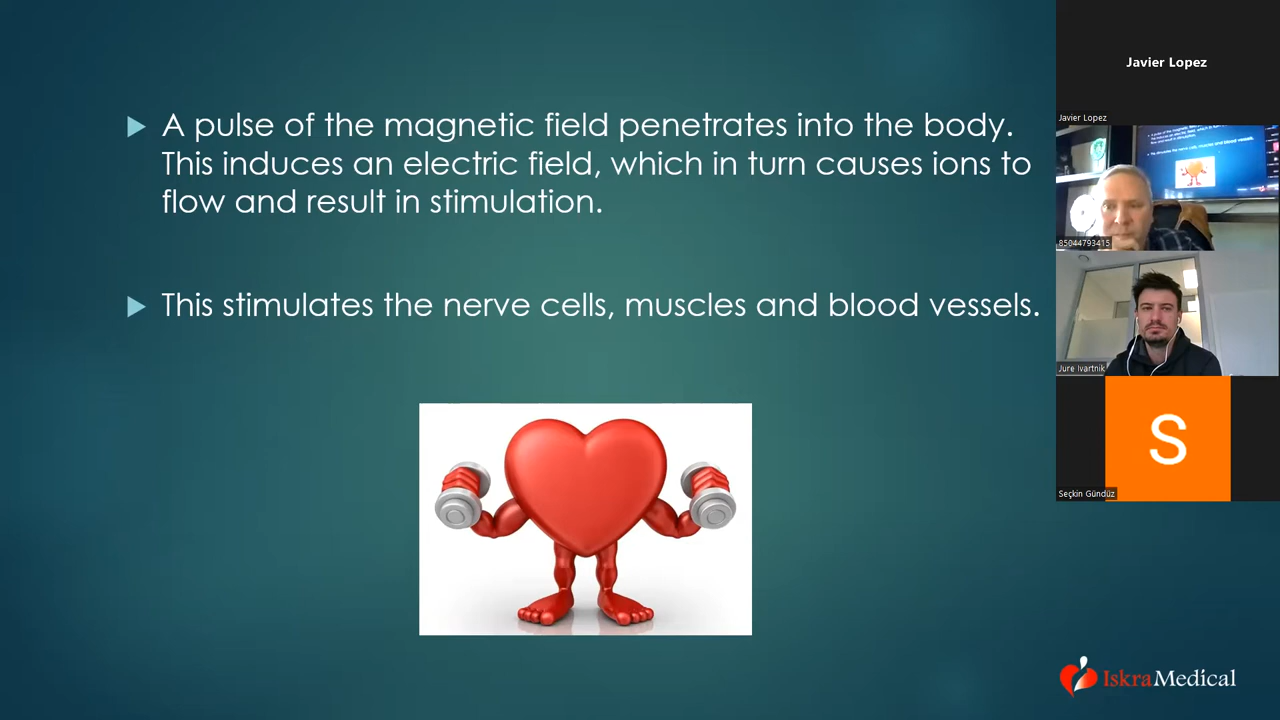 A pulse of the magnetic field penetrates into the body.
This induces an electric field, which in turn causes ions to
flow and result in stimulation.
This stimulates the nerve cells, muscles and blood vessels.
Javier Lopez
Javier Lopez
85044793415
Jure Ivartnik
S
Seçkin Gündüz
IskraMedical